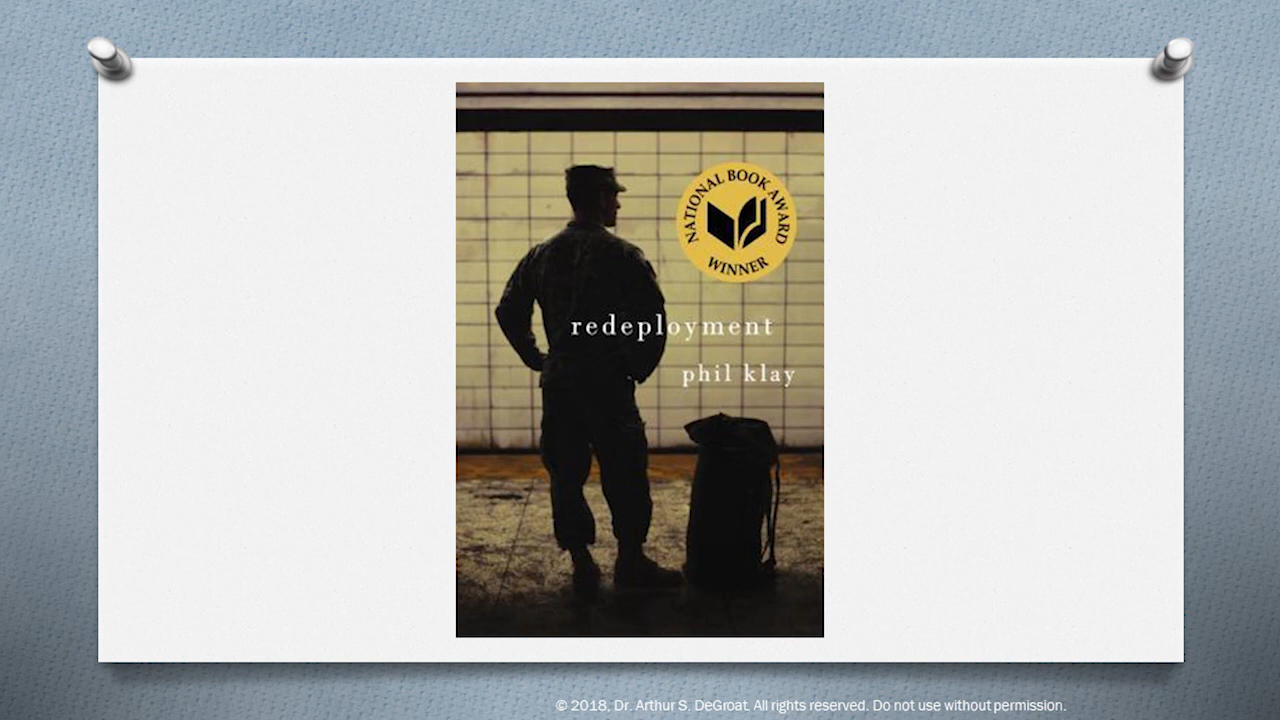 NATIONAL BOOK AWARD
WINNER
redeployment
phil klay
© 2018, Dr. Arthur S. DeGroat. All rights reserved. Do not use without permission.